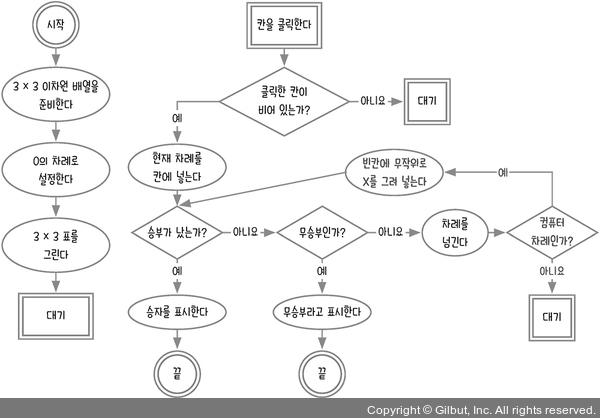 시작
3 × 3 이차원 배열을
준비한다
O의 차례로
설정한다
3 × 3 표를
그린다
대기
칸을 클릭한다
클릭한 칸이
비어 있는가?
아니요
대기
예
현재 차례를
칸에 넣는다
빈칸에 무작위로
X를 그려 넣는다
예
승부가 났는가?
아니요
무승부인가?
아니요
차례를
넘긴다
컴퓨터
차례인가?
예
예
아니요
승자를 표시한다
무승부라고 표시한다
대기
끝
끝
Copyright © Gilbut, Inc. All rights reserved.